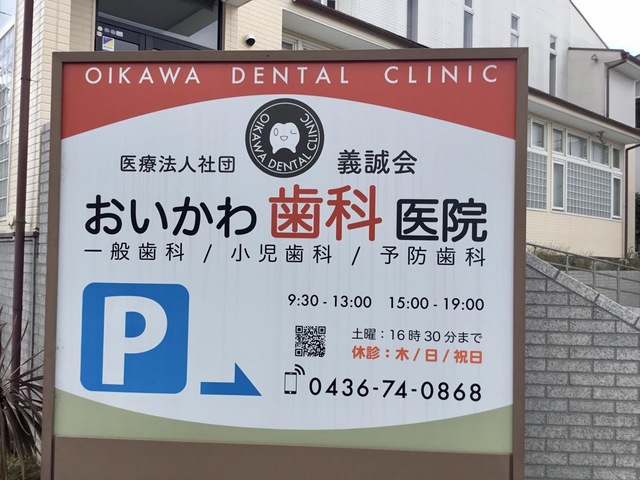 OIKAWA DENTAL CLINIC
OIKAWA DENTAL CLINIC
医療法人社団 義誠会
おいかわ歯科医院
一般歯科 / 小児歯科 / 予防歯科
P
9:30-13:00 15:00-19:00
土曜：16時30分まで
休診：木/日/祝日
0436-74-0868